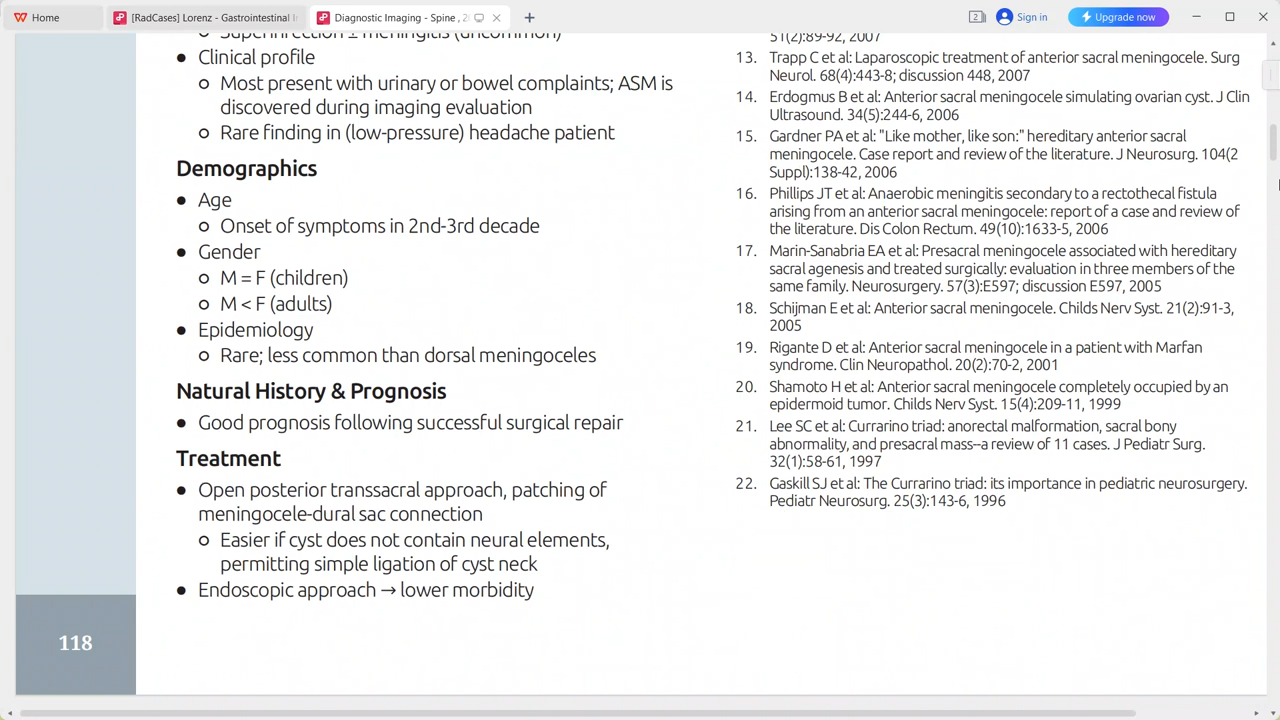 Home
[RadCases] Lorenz - Gastrointestinal I
Diagnostic Imaging - Spine , 2
2
Sign in
Upgrade now
Superinfection ± meningitis (uncommon)
● Clinical profile
○ Most present with urinary or bowel complaints; ASM is
discovered during imaging evaluation
○ Rare finding in (low-pressure) headache patient
Demographics
● Age
○ Onset of symptoms in 2nd-3rd decade
● Gender
○ M = F (children)
○ M < F (adults)
● Epidemiology
○ Rare; less common than dorsal meningoceles
Natural History & Prognosis
● Good prognosis following successful surgical repair
Treatment
● Open posterior transsacral approach, patching of
meningocele-dural sac connection
○ Easier if cyst does not contain neural elements,
permitting simple ligation of cyst neck
● Endoscopic approach → lower morbidity
118
51(2):89-92, 2007
13. Trapp C et al: Laparoscopic treatment of anterior sacral meningocele. Surg
Neurol. 68(4):443-8; discussion 448, 2007
14. Erdogmus B et al: Anterior sacral meningocele simulating ovarian cyst. J Clin
Ultrasound. 34(5):244-6, 2006
15. Gardner PA et al: "Like mother, like son:" hereditary anterior sacral
meningocele. Case report and review of the literature. J Neurosurg. 104(2
Suppl):138-42, 2006
16. Phillips JT et al: Anaerobic meningitis secondary to a rectothecal fistula
arising from an anterior sacral meningocele: report of a case and review of
the literature. Dis Colon Rectum. 49(10):1633-5, 2006
17. Marin-Sanabria EA et al: Presacral meningocele associated with hereditary
sacral agenesis and treated surgically: evaluation in three members of the
same family. Neurosurgery. 57(3):E597; discussion E597, 2005
18. Schijman E et al: Anterior sacral meningocele. Childs Nerv Syst. 21(2):91-3,
2005
19. Rigante D et al: Anterior sacral meningocele in a patient with Marfan
syndrome. Clin Neuropathol. 20(2):70-2, 2001
20. Shamoto H et al: Anterior sacral meningocele completely occupied by an
epidermoid tumor. Childs Nerv Syst. 15(4):209-11, 1999
21. Lee SC et al: Currarino triad: anorectal malformation, sacral bony
abnormality, and presacral mass--a review of 11 cases. J Pediatr Surg.
32(1):58-61, 1997
22. Gaskill SJ et al: The Currarino triad: its importance in pediatric neurosurgery.
Pediatr Neurosurg. 25(3):143-6, 1996